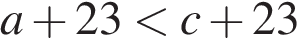 a + 23 < c + 23